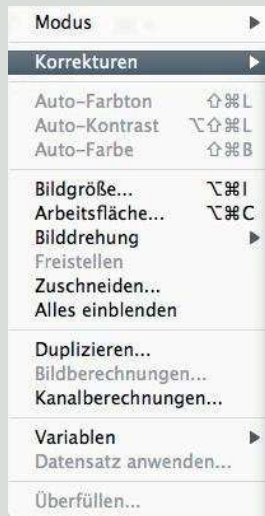 Modus
Korrekturen
Auto-Farbton ⇧⌘L
Auto-Kontrast ⌥⇧⌘L
Auto-Farbe ⇧⌘B
Bildgröße... ⌥⌘I
Arbeitsfläche... ⌥⌘C
Bilddrehung
Freistellen
Zuschneiden...
Alles einblenden
Duplizieren...
Bildberechnungen...
Kanalberechnungen...
Variablen
Datensatz anwenden...
Überfüllen...